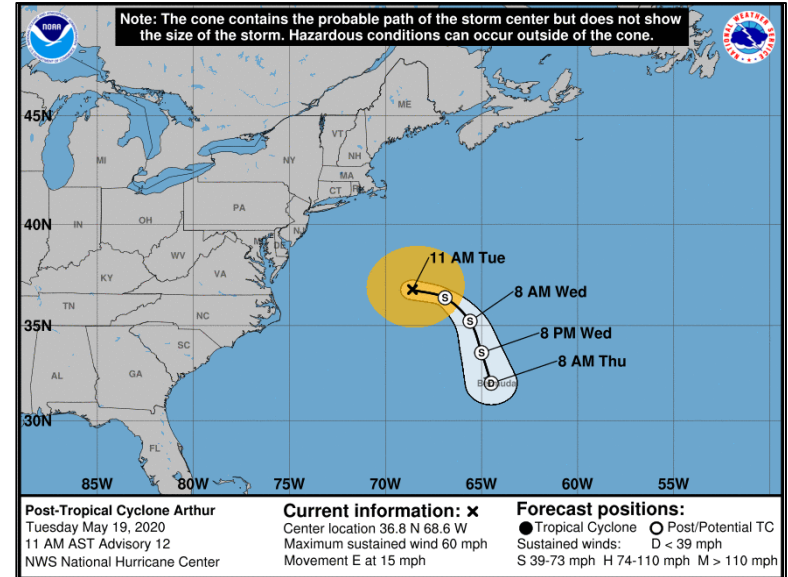 Note: The cone contains the probable path of the storm center but does not show
the size of the storm. Hazardous conditions can occur outside of the cone.
NOAA
NATIONAL WEATHER SERVICE
ME
45N
VT
MI
NH
NY
MA
CT
RI
40N
PA
NJ
IN
OH
MD
DE
11 AM Tue
WV
KY
VA
S
8 AM Wed
TN
NC
35N
S
8 PM Wed
SC
S
8 AM Thu
AL
GA
D
Bermuda
30N
FL
85W
80W
75W
70W
65W
60W
55W
Post-Tropical Cyclone Arthur
Tuesday May 19, 2020
11 AM AST Advisory 12
NWS National Hurricane Center
Current information: ×
Center location 36.8 N 68.6 W
Maximum sustained wind 60 mph
Movement E at 15 mph
Forecast positions:
● Tropical Cyclone ○ Post/Potential TC
Sustained winds: D < 39 mph
S 39-73 mph H 74-110 mph M > 110 mph